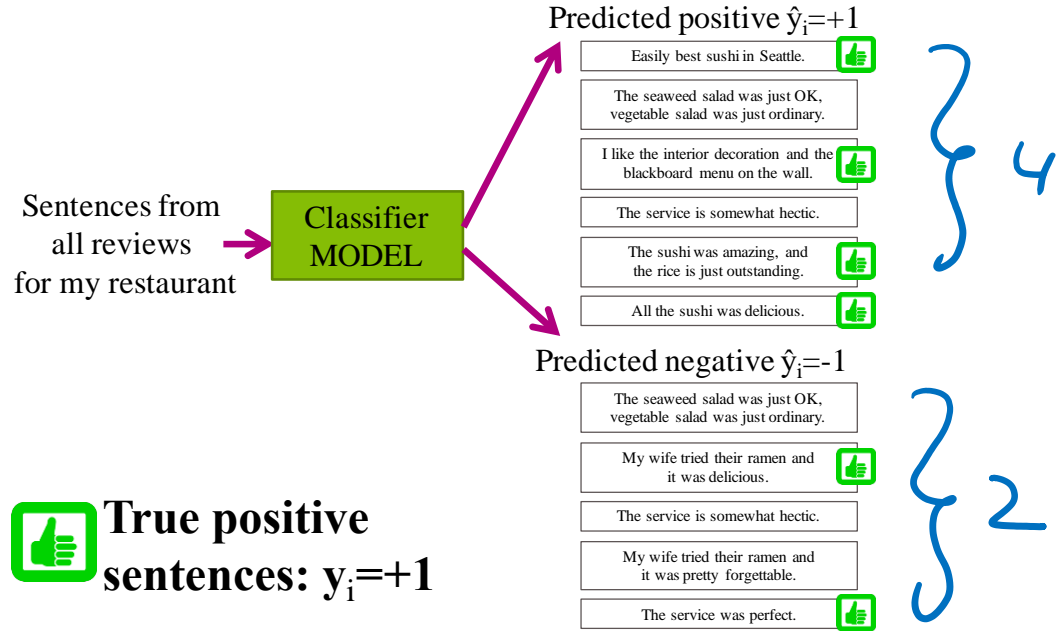 Predicted positive ŷi=+1
Easily best sushi in Seattle.
The seaweed salad was just OK,
vegetable salad was just ordinary.
I like the interior decoration and the
blackboard menu on the wall.
The service is somewhat hectic.
The sushi was amazing, and
the rice is just outstanding.
All the sushi was delicious.
4
Sentences from
all reviews
for my restaurant
Classifier
MODEL
Predicted negative ŷi=-1
The seaweed salad was just OK,
vegetable salad was just ordinary.
My wife tried their ramen and
it was delicious.
The service is somewhat hectic.
My wife tried their ramen and
it was pretty forgettable.
The service was perfect.
2
True positive
sentences: yi=+1